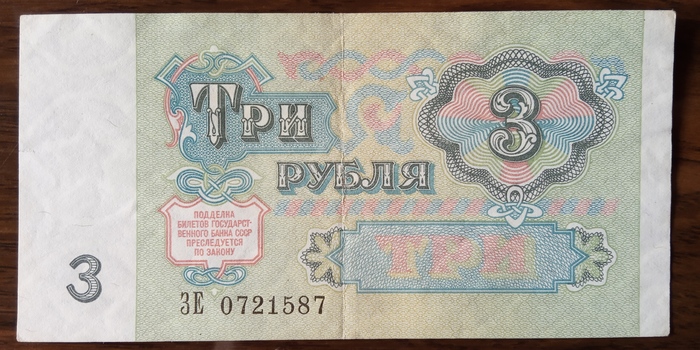 ТРИ
3
РУБЛЯ
ПОДДЕЛКА
БИЛЕТОВ ГОСУДАРСТ-
ВЕННОГО БАНКА СССР
ПРЕСЛЕДУЕТСЯ
ПО ЗАКОНУ
ТРИ
3
ЗЕ 0721587